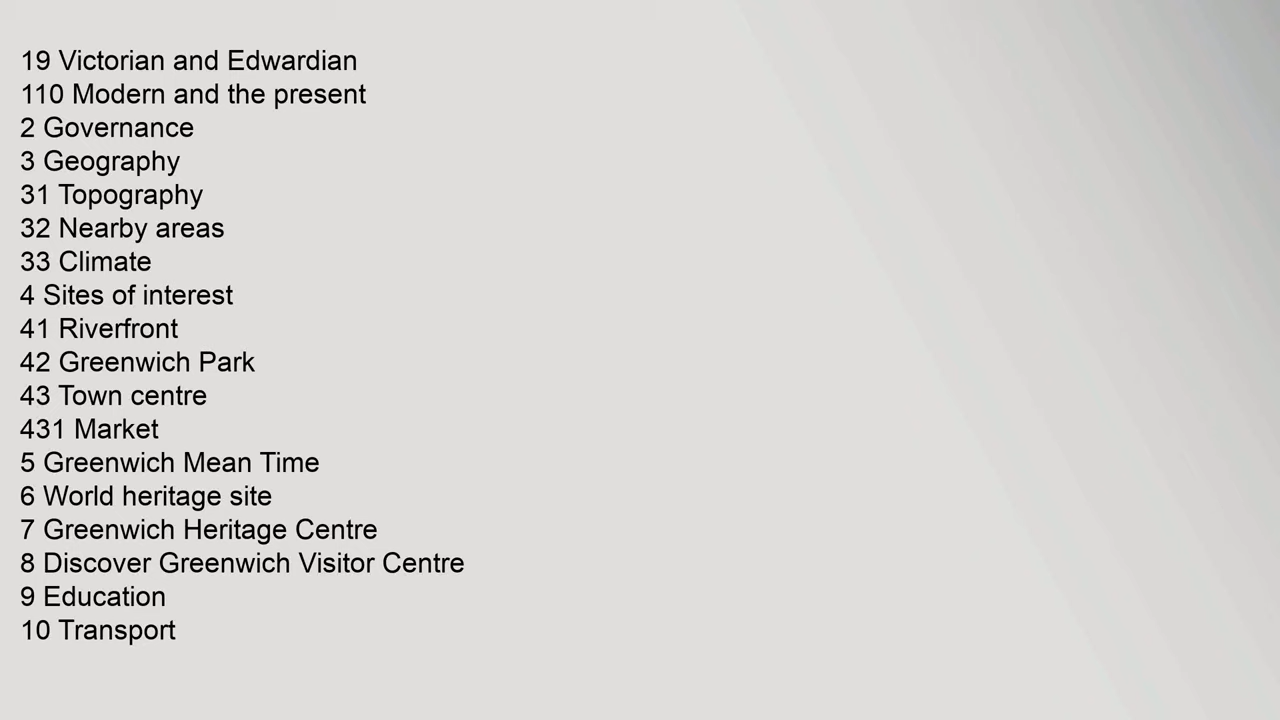 19 Victorian and Edwardian
110 Modern and the present
2 Governance
3 Geography
31 Topography
32 Nearby areas
33 Climate
4 Sites of interest
41 Riverfront
42 Greenwich Park
43 Town centre
431 Market
5 Greenwich Mean Time
6 World heritage site
7 Greenwich Heritage Centre
8 Discover Greenwich Visitor Centre
9 Education
10 Transport